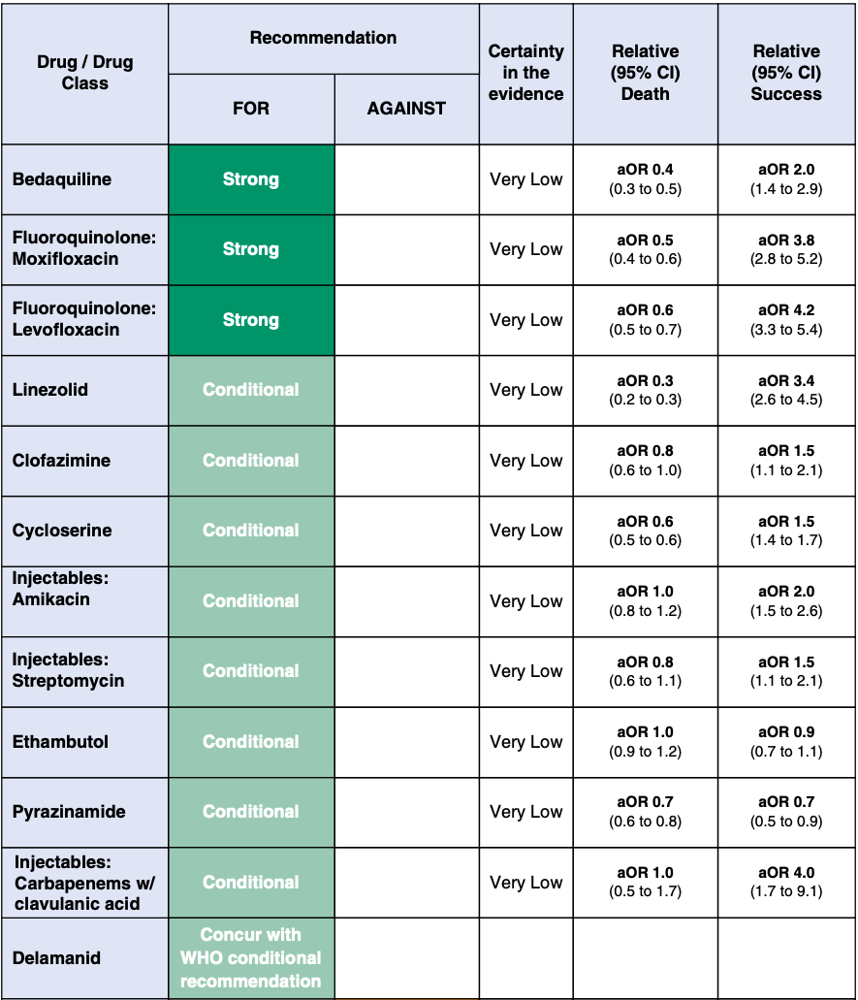 Drug / Drug
Class
Recommendation
FOR
AGAINST
Certainty
in the
evidence
Relative
(95% CI)
Death
Relative
(95% CI)
Success
Bedaquiline
Strong
Very Low
aOR 0.4
(0.3 to 0.5)
aOR 2.0
(1.4 to 2.9)
Fluoroquinolone:
Moxifloxacin
Strong
Very Low
aOR 0.5
(0.4 to 0.6)
aOR 3.8
(2.8 to 5.2)
Fluoroquinolone:
Levofloxacin
Strong
Very Low
aOR 0.6
(0.5 to 0.7)
aOR 4.2
(3.3 to 5.4)
Linezolid
Conditional
Very Low
aOR 0.3
(0.2 to 0.3)
aOR 3.4
(2.6 to 4.5)
Clofazimine
Conditional
Very Low
aOR 0.8
(0.6 to 1.0)
aOR 1.5
(1.1 to 2.1)
Cycloserine
Conditional
Very Low
aOR 0.6
(0.5 to 0.6)
aOR 1.5
(1.4 to 1.7)
Injectables:
Amikacin
Conditional
Very Low
aOR 1.0
(0.8 to 1.2)
aOR 2.0
(1.5 to 2.6)
Injectables:
Streptomycin
Conditional
Very Low
aOR 0.8
(0.6 to 1.1)
aOR 1.5
(1.1 to 2.1)
Ethambutol
Conditional
Very Low
aOR 1.0
(0.9 to 1.2)
aOR 0.9
(0.7 to 1.1)
Pyrazinamide
Conditional
Very Low
aOR 0.7
(0.6 to 0.8)
aOR 0.7
(0.5 to 0.9)
Injectables:
Carbapenems w/
clavulanic acid
Conditional
Very Low
aOR 1.0
(0.5 to 1.7)
aOR 4.0
(1.7 to 9.1)
Delamanid
Concur with
WHO conditional
recommendation